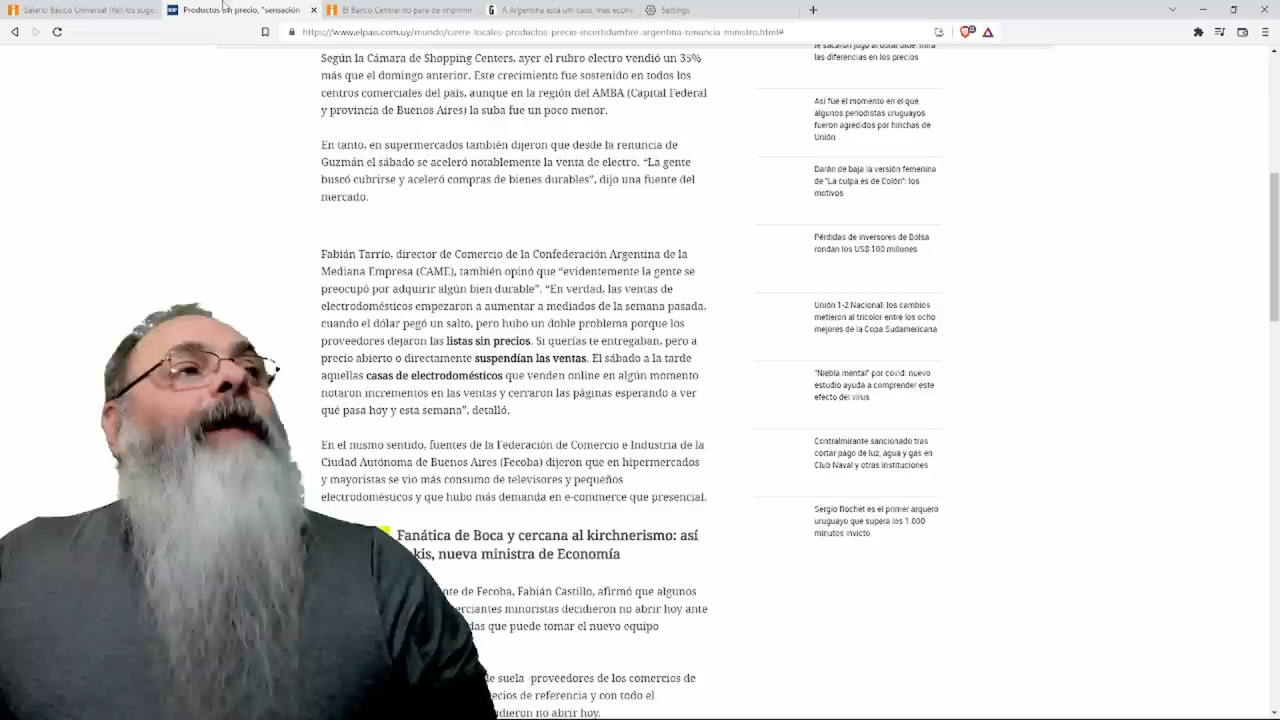 Salario Básico Universal (Vati los suge
Productos sin precio, "sensación
El Banco Central no para de imprimir
A Argentina está um caos, mas econo
Settings
https://www.elpais.com.uy/mundo/cierre-locales-productos-precio-incertidumbre-argentina-renuncia-ministro.html#
Según la Cámara de Shopping Centers, ayer el rubro electro vendió un 35%
más que el domingo anterior. Este crecimiento fue sostenido en todos los
centros comerciales del país, aunque en la región del AMBA (Capital Federal
y provincia de Buenos Aires) la suba fue un poco menor.
En tanto, en supermercados también dijeron que desde la renuncia de
Guzmán el sábado se aceleró notablemente la venta de electro. “La gente
buscó cubrirse y aceleró compras de bienes durables”, dijo una fuente del
mercado.
Fabián Tarrío, director de Comercio de la Confederación Argentina de la
Mediana Empresa (CAME), también opinó que “evidentemente la gente se
preocupó por adquirir algún bien durable”. “En verdad, las ventas de
electrodomésticos empezaron a aumentar a mediados de la semana pasada,
cuando el dólar pegó un salto, pero hubo un doble problema porque los
proveedores dejaron las listas sin precios. Si querías te entregaban, pero a
precio abierto o directamente suspendían las ventas. El sábado a la tarde
aquellas casas de electrodomésticos que venden online en algún momento
notaron incrementos en las ventas y cerraron las páginas esperando a ver
qué pasa hoy y esta semana”, detalló.
En el mismo sentido, fuentes de la Federación de Comercio e Industria de la
Ciudad Autónoma de Buenos Aires (Fecoba) dijeron que en hipermercados
y mayoristas se vio más consumo de televisores y pequeños
electrodomésticos y que hubo más demanda en e-commerce que presencial.
Fanática de Boca y cercana al kirchnerismo: así
kis, nueva ministra de Economía
nte de Fecoba, Fabián Castillo, afirmó que algunos
erciantes minoristas decidieron no abrir hoy ante
das que puede tomar el nuevo equipo
de suela -proveedores de los comercios de
ecios de referencia y con todo el
udieron no abrir hoy.
las diferencias en los precios
Así fue el momento en el que
algunos periodistas uruguayos
fueron agredidos por hinchas de
Unión
Darán de baja la versión femenina
de "La culpa es de Colón": los
motivos
Pérdidas de inversores de Bolsa
rondan los US$ 100 millones
Unión 1-2 Nacional: los cambios
metieron al tricolor entre los ocho
mejores de la Copa Sudamericana
"Niebla mental" por covid: nuevo
estudio ayuda a comprender este
efecto del virus
Contralmirante sancionado tras
cortar pago de luz, agua y gas en
Club Naval y otras instituciones
Sergio Rochet es el primer arquero
uruguayo que supera los 1.000
minutos invicto